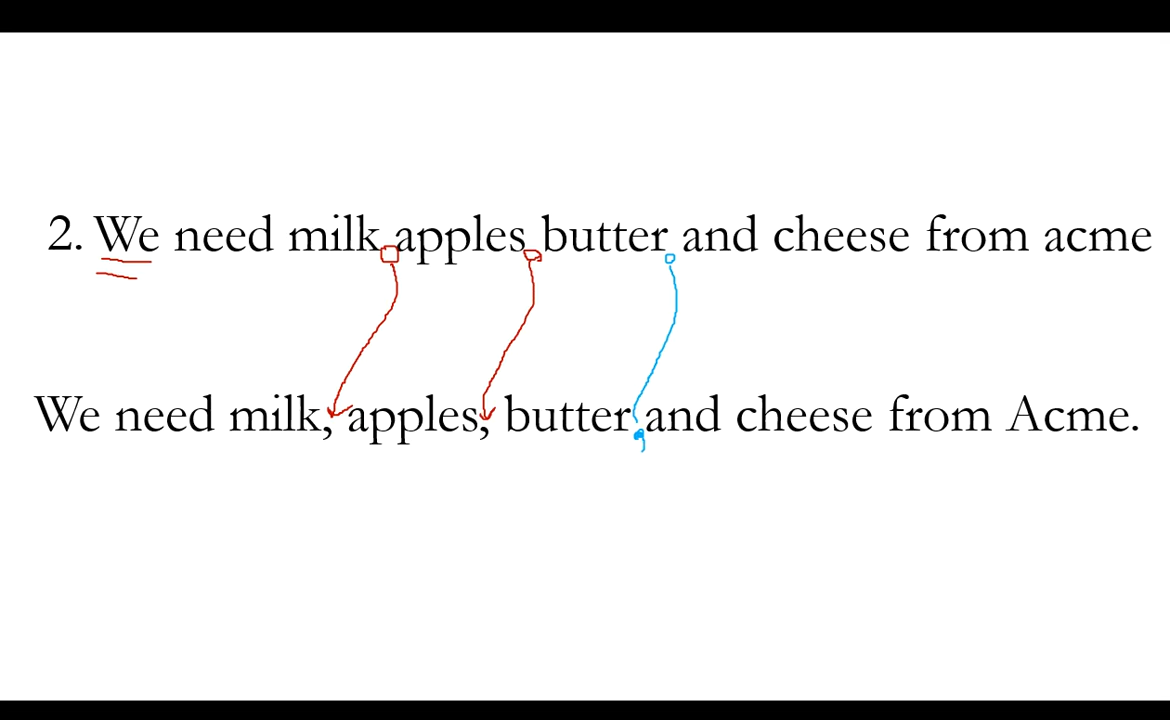 2. We need milk apples butter and cheese from acme
We need milk, apples, butter, and cheese from Acme.